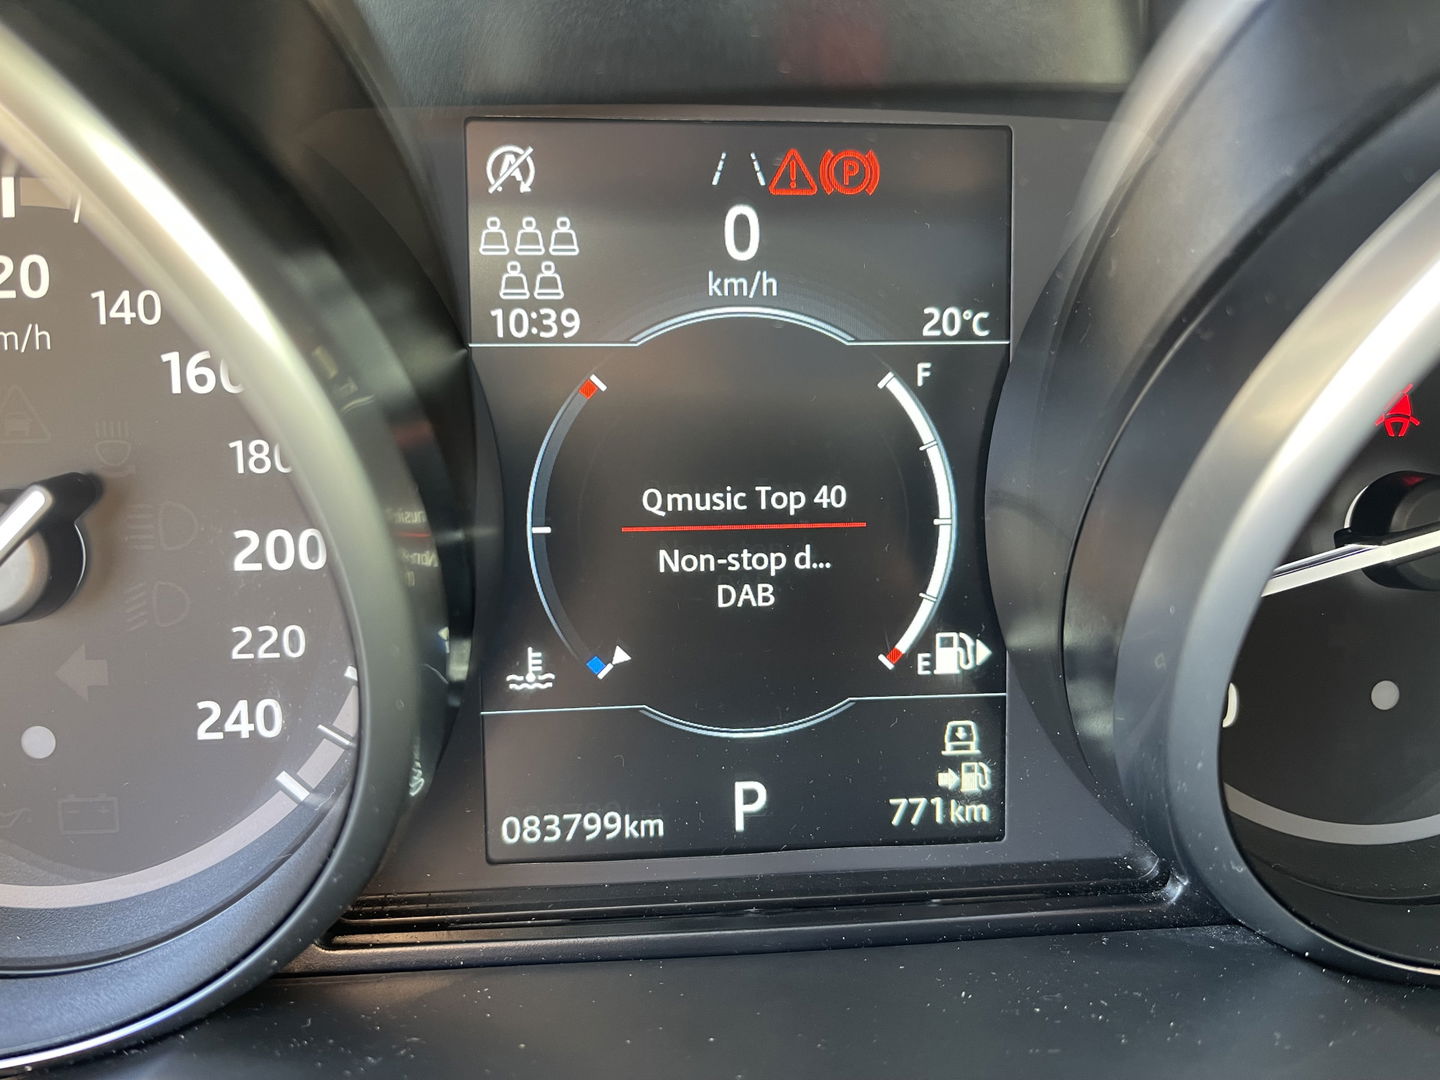 0
km/h
10:39
20°C
F
Qmusic Top 40
Non-stop d...
DAB
E
P
083799km
771km
20
km/h
140
160
180
200
220
240